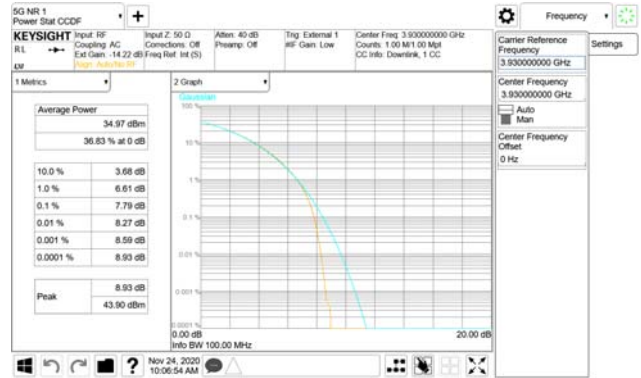 5G NR 1
Power Stat CCDF
Frequency
KEYSIGHT
RL
Input: RF
Coupling: AC
Ext Gain: -14.22 dB
Align: Auto/No RF
Input Z: 50 Ω
Corrections: Off
Freq Ref: Int (S)
Atten: 40 dB
Preamp: Off
Trig: External 1
#IF Gain: Low
Center Freq: 3.930000000 GHz
Counts: 1.00 M/1.00 Mpt
CC Info: Downlink, 1 CC
Carrier Reference
Frequency
3.930000000 GHz
Settings
Center Frequency
3.930000000 GHz
Auto
Man
Center Frequency
Offset
0 Hz
1 Metrics
Average Power
34.97 dBm
36.83 % at 0 dB
10.0 % 3.68 dB
1.0 % 6.61 dB
0.1 % 7.79 dB
0.01 % 8.27 dB
0.001 % 8.59 dB
0.0001 % 8.93 dB
Peak
8.93 dB
43.90 dBm
2 Graph
Gaussian
100 %
10 %
1 %
0.1 %
0.01 %
0.001 %
0.0001 %
0.00 dB
20.00 dB
Info BW 100.00 MHz
?
Nov 24, 2020
10:06:54 AM